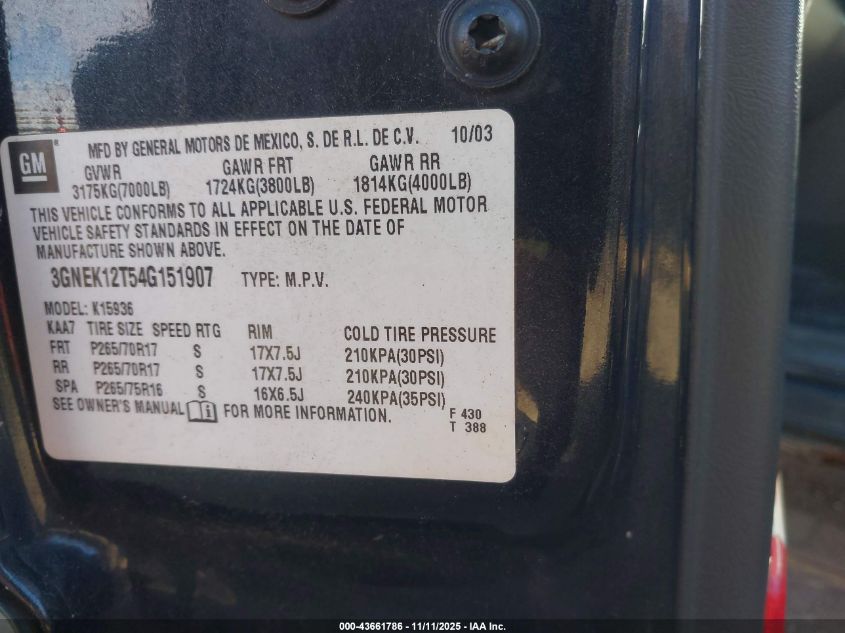 GM
MFD BY GENERAL MOTORS DE MEXICO, S. DE R.L. DE C.V. 10/03
GVWR GAWR FRT GAWR RR
3175KG(7000LB) 1724KG(3800LB) 1814KG(4000LB)
THIS VEHICLE CONFORMS TO ALL APPLICABLE U.S. FEDERAL MOTOR
VEHICLE SAFETY STANDARDS IN EFFECT ON THE DATE OF
MANUFACTURE SHOWN ABOVE.
3GNEK12T54G151907 TYPE: M.P.V.
MODEL: K15936
KAA7 TIRE SIZE SPEED RTG RIM COLD TIRE PRESSURE
FRT P265/70R17 S 17X7.5J 210KPA(30PSI)
RR P265/70R17 S 17X7.5J 210KPA(30PSI)
SPA P265/75R16 S 16X6.5J 240KPA(35PSI)
SEE OWNER'S MANUAL FOR MORE INFORMATION.
F 430
T 388
000-43661786 - 11/11/2025 - IAA Inc.